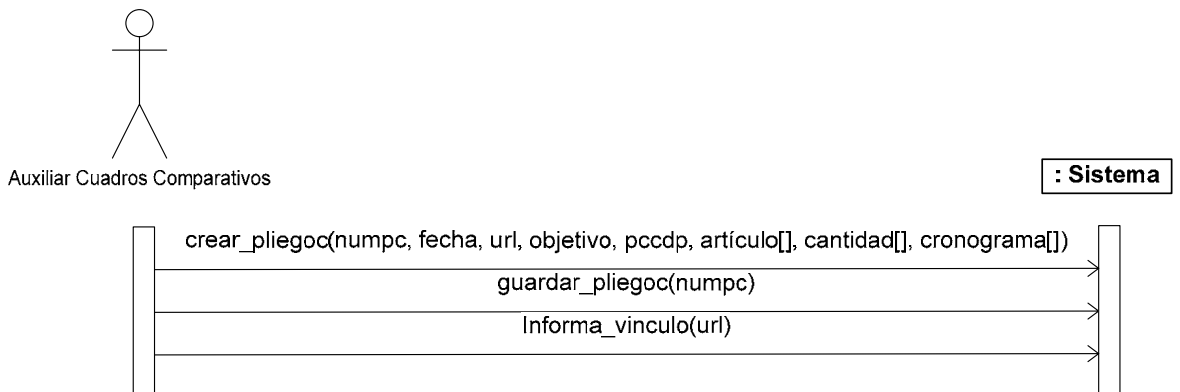 Auxiliar Cuadros Comparativos
: Sistema
crear_pliegoc(numpc, fecha, url, objetivo, pccdp, artículo[], cantidad[], cronograma[])
guardar_pliegoc(numpc)
Informa_vinculo(url)